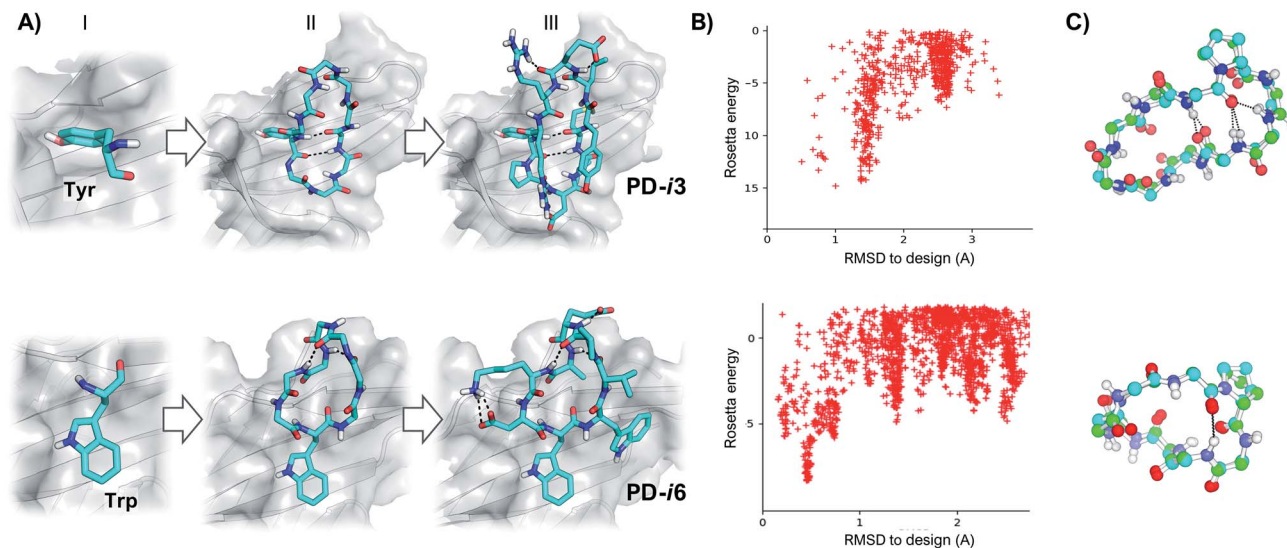 A)
I
II
III
B)
C)
Tyr
PD-i3
0
−5
10
15
0
1
2
3
Rosetta energy
RMSD to design (A)
Trp
PD-i6
0
-5
0
1
2
Rosetta energy
RMSD to design (A)